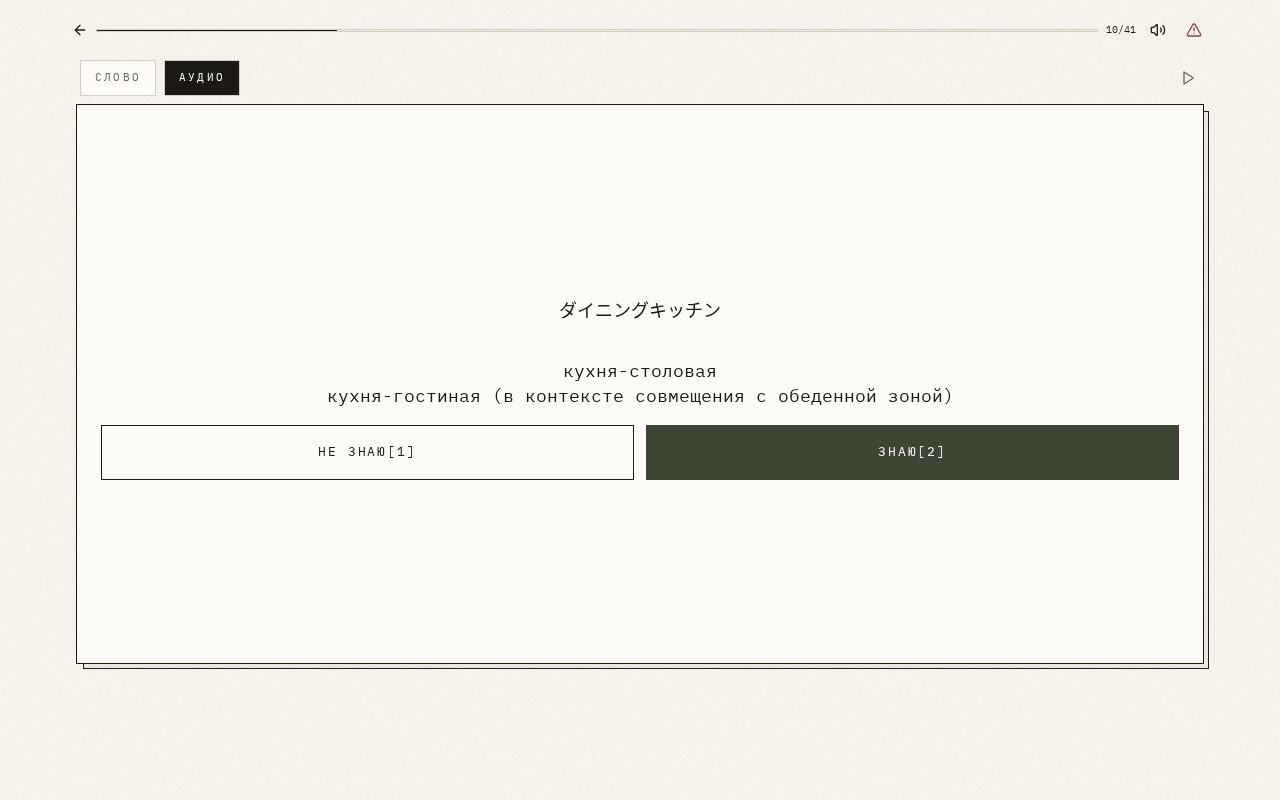 10/41
СЛОВО
АУДИО
ダイニングキッチン
кухня-столовая
кухня-гостиная (в контексте совмещения с обеденной зоной)
НЕ ЗНАЮ[1]
ЗНАЮ[2]